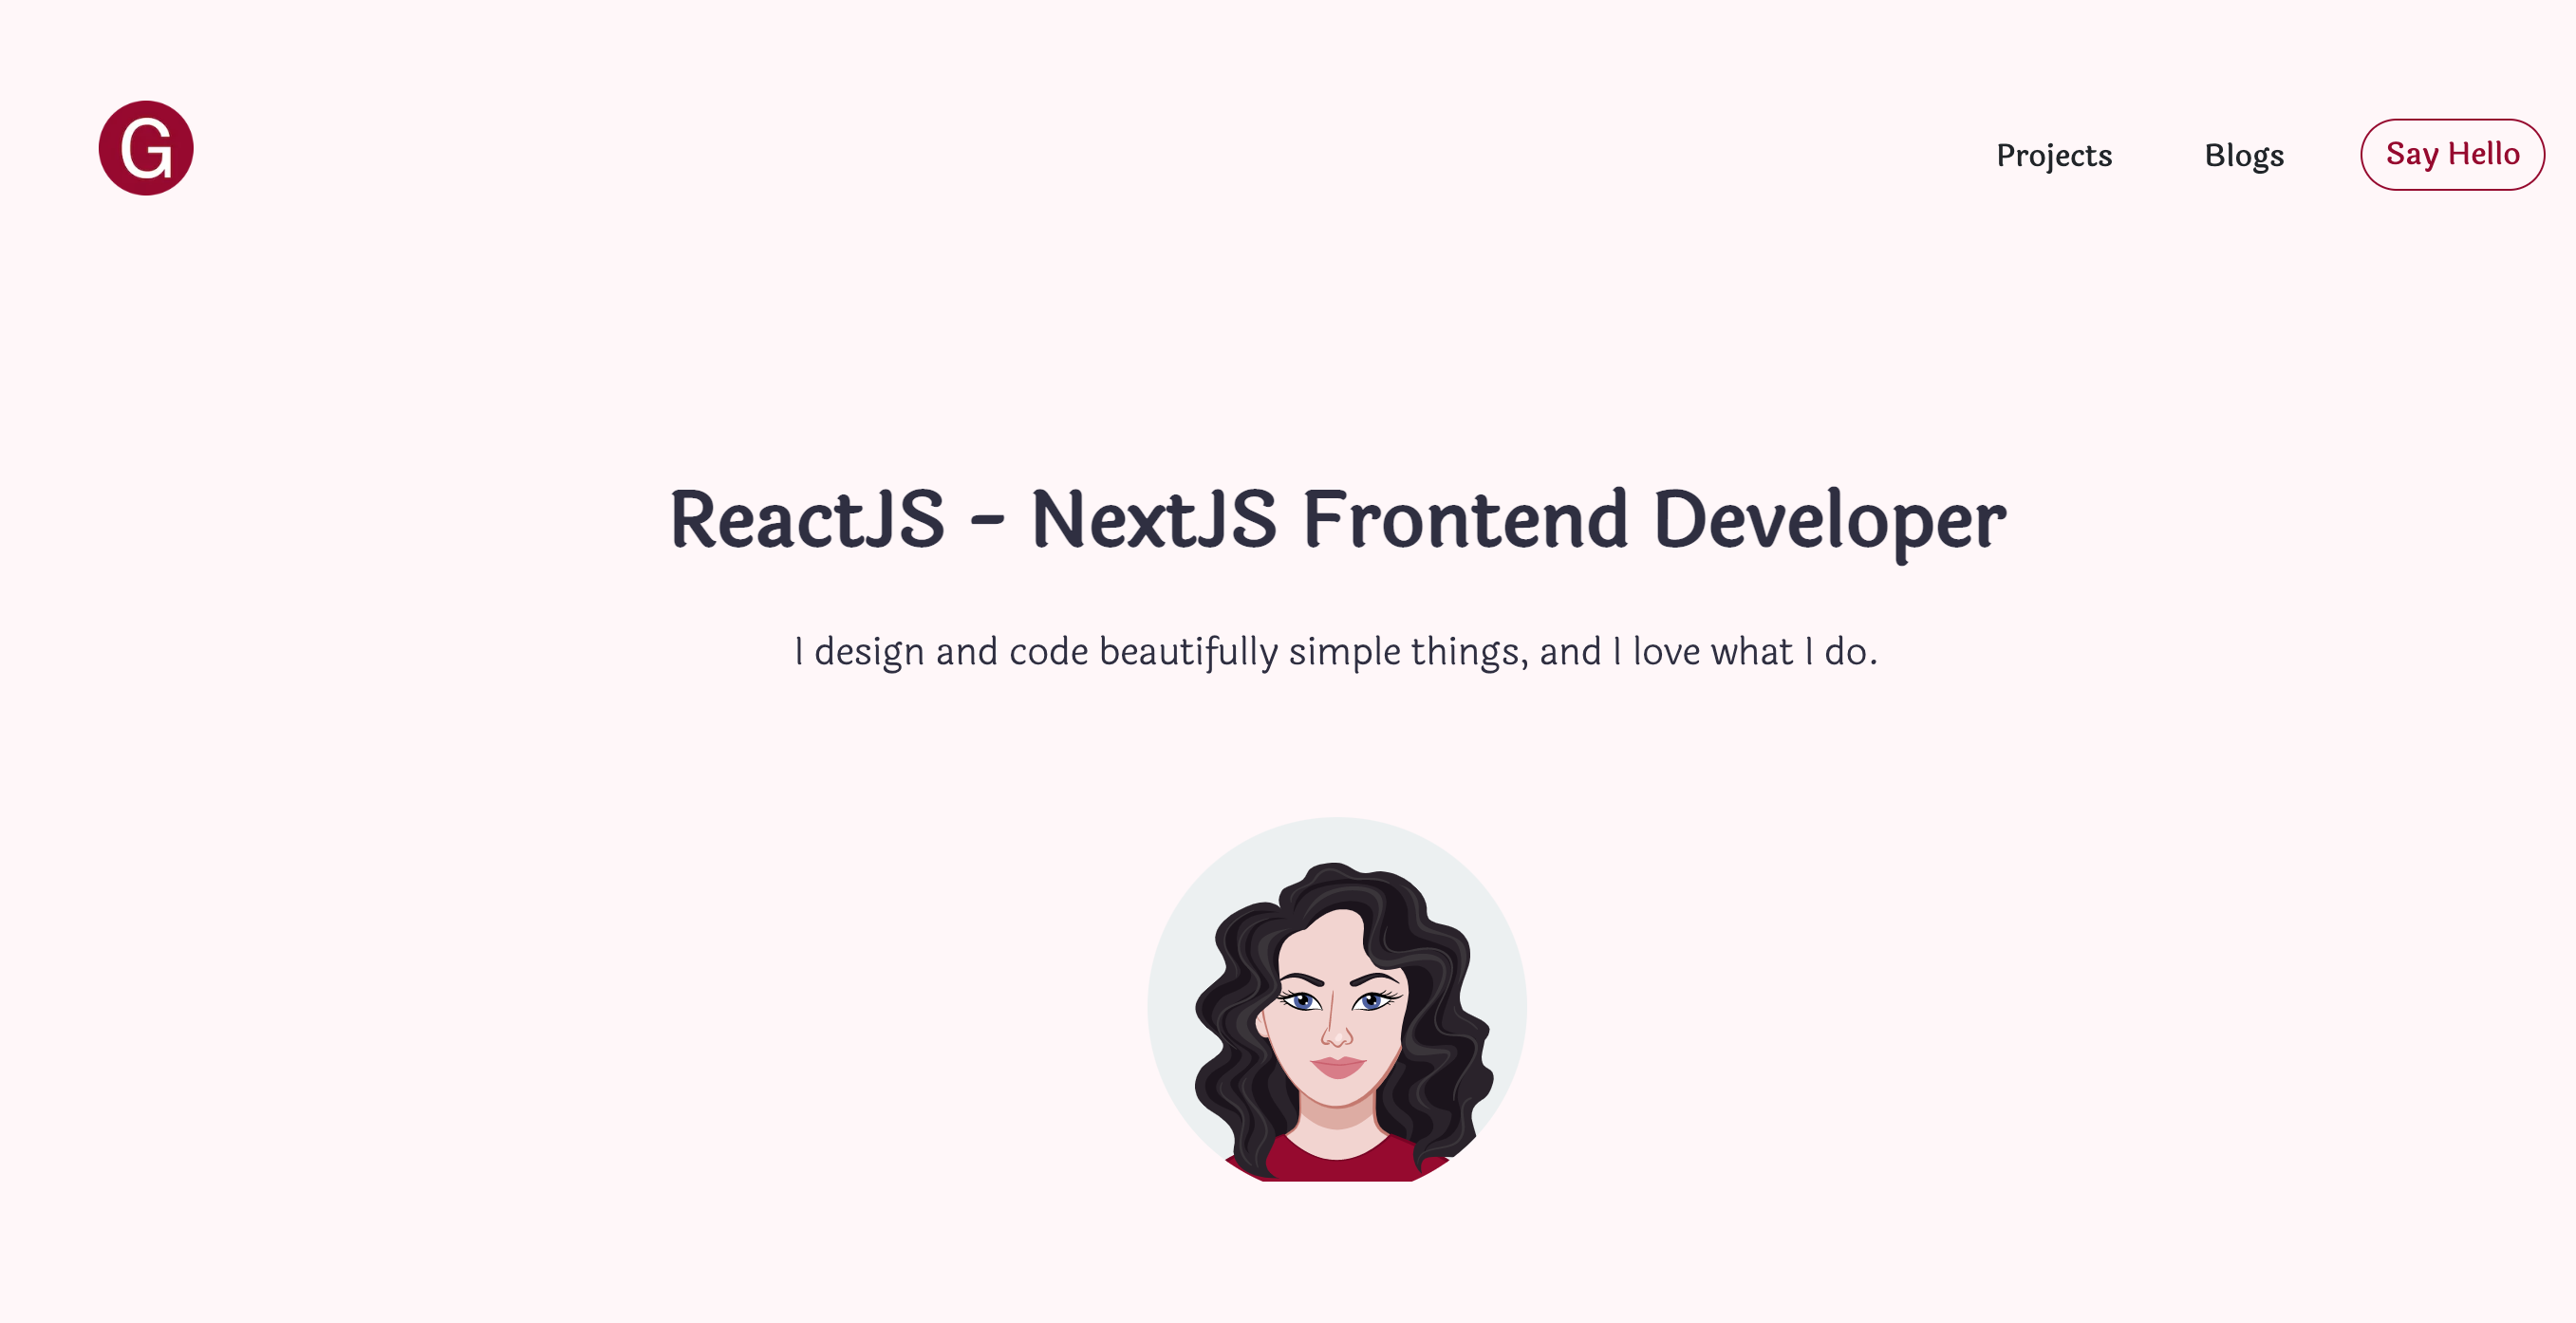 G
Projects
Blogs
Say Hello
ReactJS - NextJS Frontend Developer
I design and code beautifully simple things, and I love what I do.